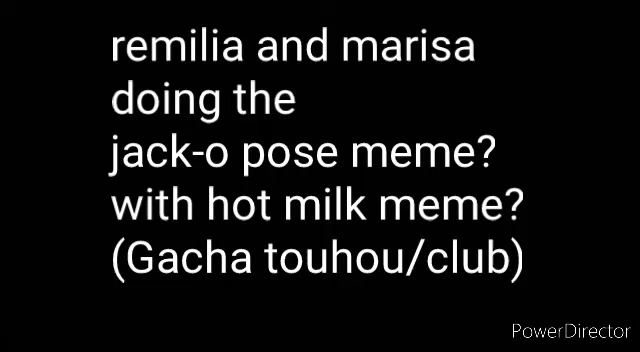 remilia and marisa
doing the
jack-o pose meme?
with hot milk meme?
(Gacha touhou/club)
PowerDirector